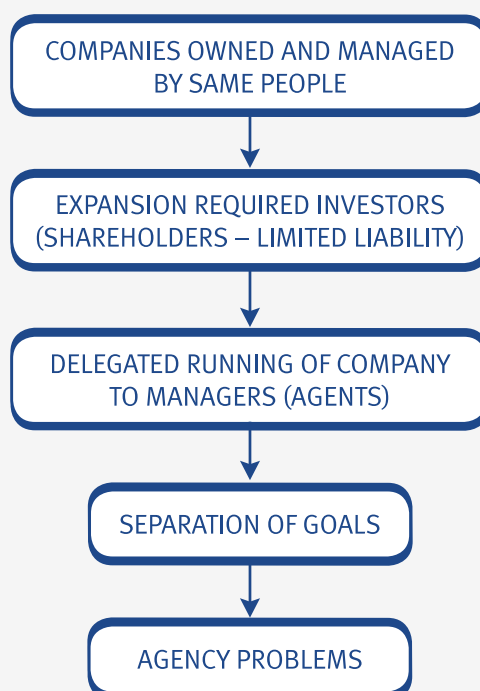 COMPANIES OWNED AND MANAGED
BY SAME PEOPLE
EXPANSION REQUIRED INVESTORS
(SHAREHOLDERS – LIMITED LIABILITY)
DELEGATED RUNNING OF COMPANY
TO MANAGERS (AGENTS)
SEPARATION OF GOALS
AGENCY PROBLEMS